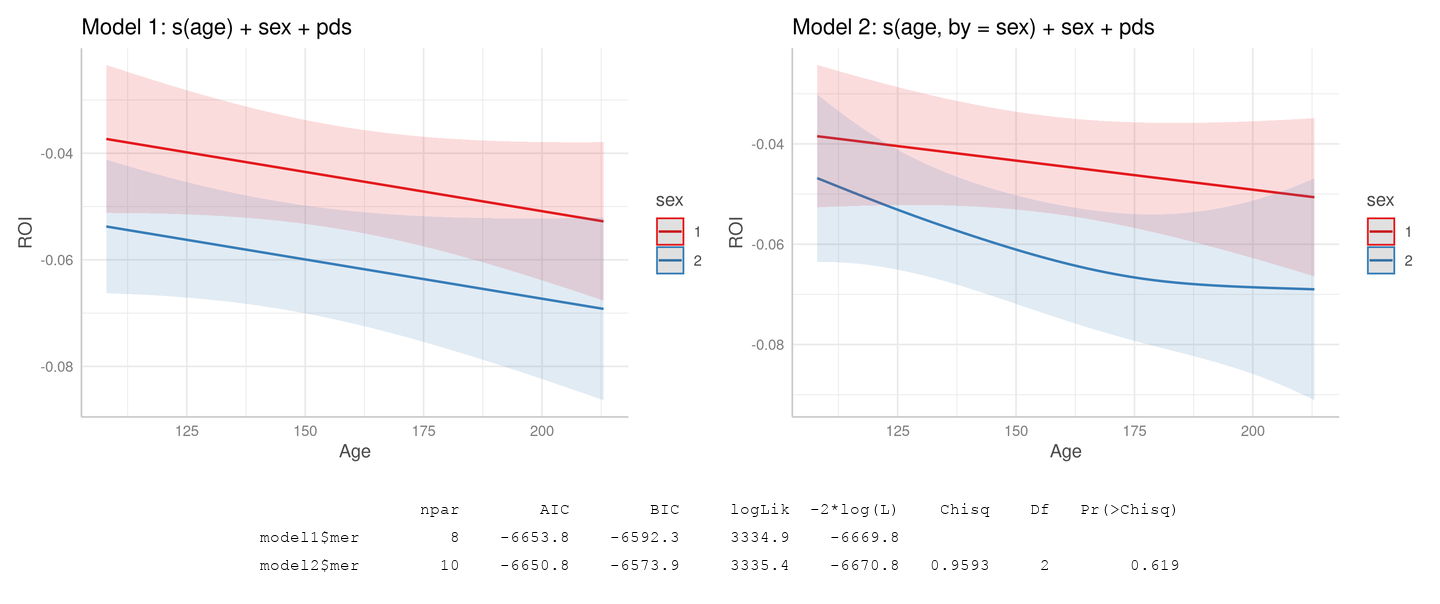 Model 1: s(age) + sex + pds
-0.04
-0.06
-0.08
ROI
125 150 175 200
Age
sex
1
2
Model 2: s(age, by = sex) + sex + pds
-0.04
-0.06
-0.08
ROI
125 150 175 200
Age
sex
1
2
npar AIC BIC logLik -2*log(L) Chisq Df Pr(>Chisq)
model1$mer 8 -6653.8 -6592.3 3334.9 -6669.8
model2$mer 10 -6650.8 -6573.9 3335.4 -6670.8 0.9593 2 0.619